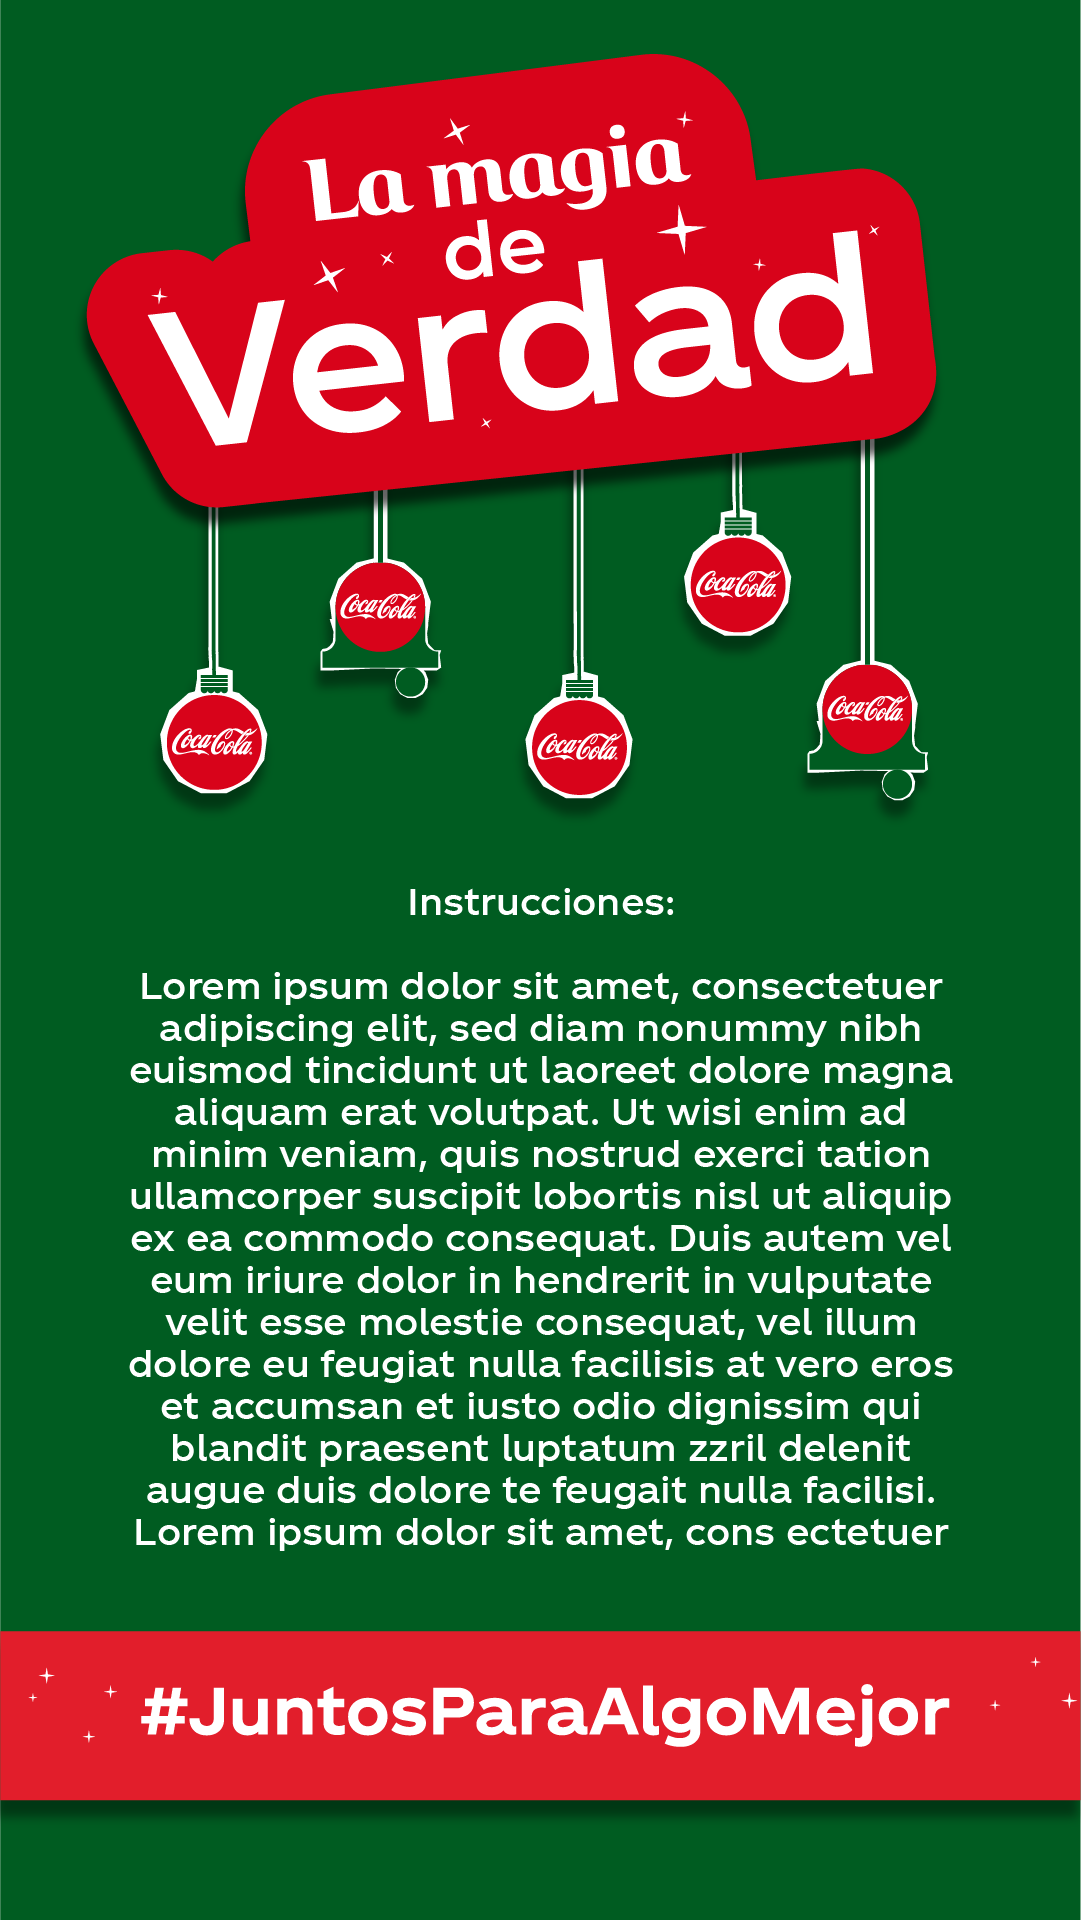 La magia
de
Verdad
Coca-Cola
Coca-Cola
Coca-Cola
Coca-Cola
Coca-Cola
Instrucciones:
Lorem ipsum dolor sit amet, consectetuer
adipiscing elit, sed diam nonummy nibh
euismod tincidunt ut laoreet dolore magna
aliquam erat volutpat. Ut wisi enim ad
minim veniam, quis nostrud exerci tation
ullamcorper suscipit lobortis nisl ut aliquip
ex ea commodo consequat. Duis autem vel
eum iriure dolor in hendrerit in vulputate
velit esse molestie consequat, vel illum
dolore eu feugiat nulla facilisis at vero eros
et accumsan et iusto odio dignissim qui
blandit praesent luptatum zzril delenit
augue duis dolore te feugait nulla facilisi.
Lorem ipsum dolor sit amet, cons ectetuer
#JuntosParaAlgoMejor